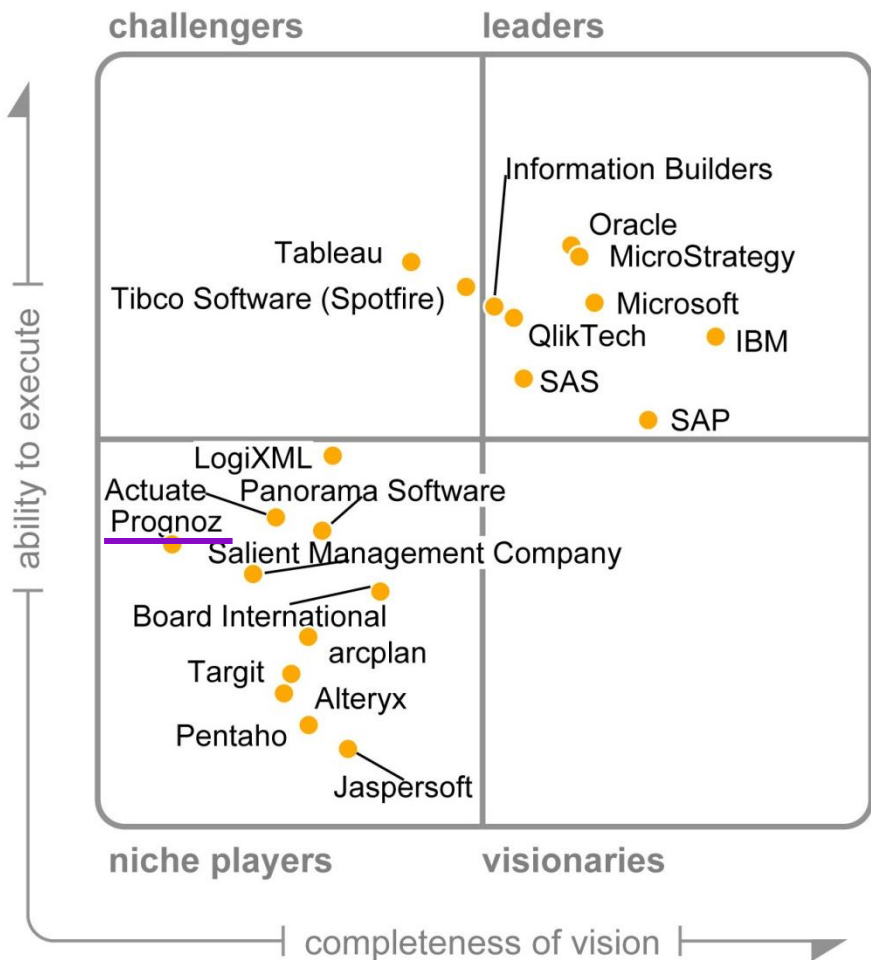 challengers
leaders
Information Builders
Oracle
Tableau
MicroStrategy
Tibco Software (Spotfire)
Microsoft
QlikTech
IBM
SAS
SAP
ability to execute
LogiXML
Actuate
Panorama Software
Prognoz
Salient Management Company
Board International
arcplan
Targit
Alteryx
Pentaho
Jaspersoft
niche players
visionaries
completeness of vision